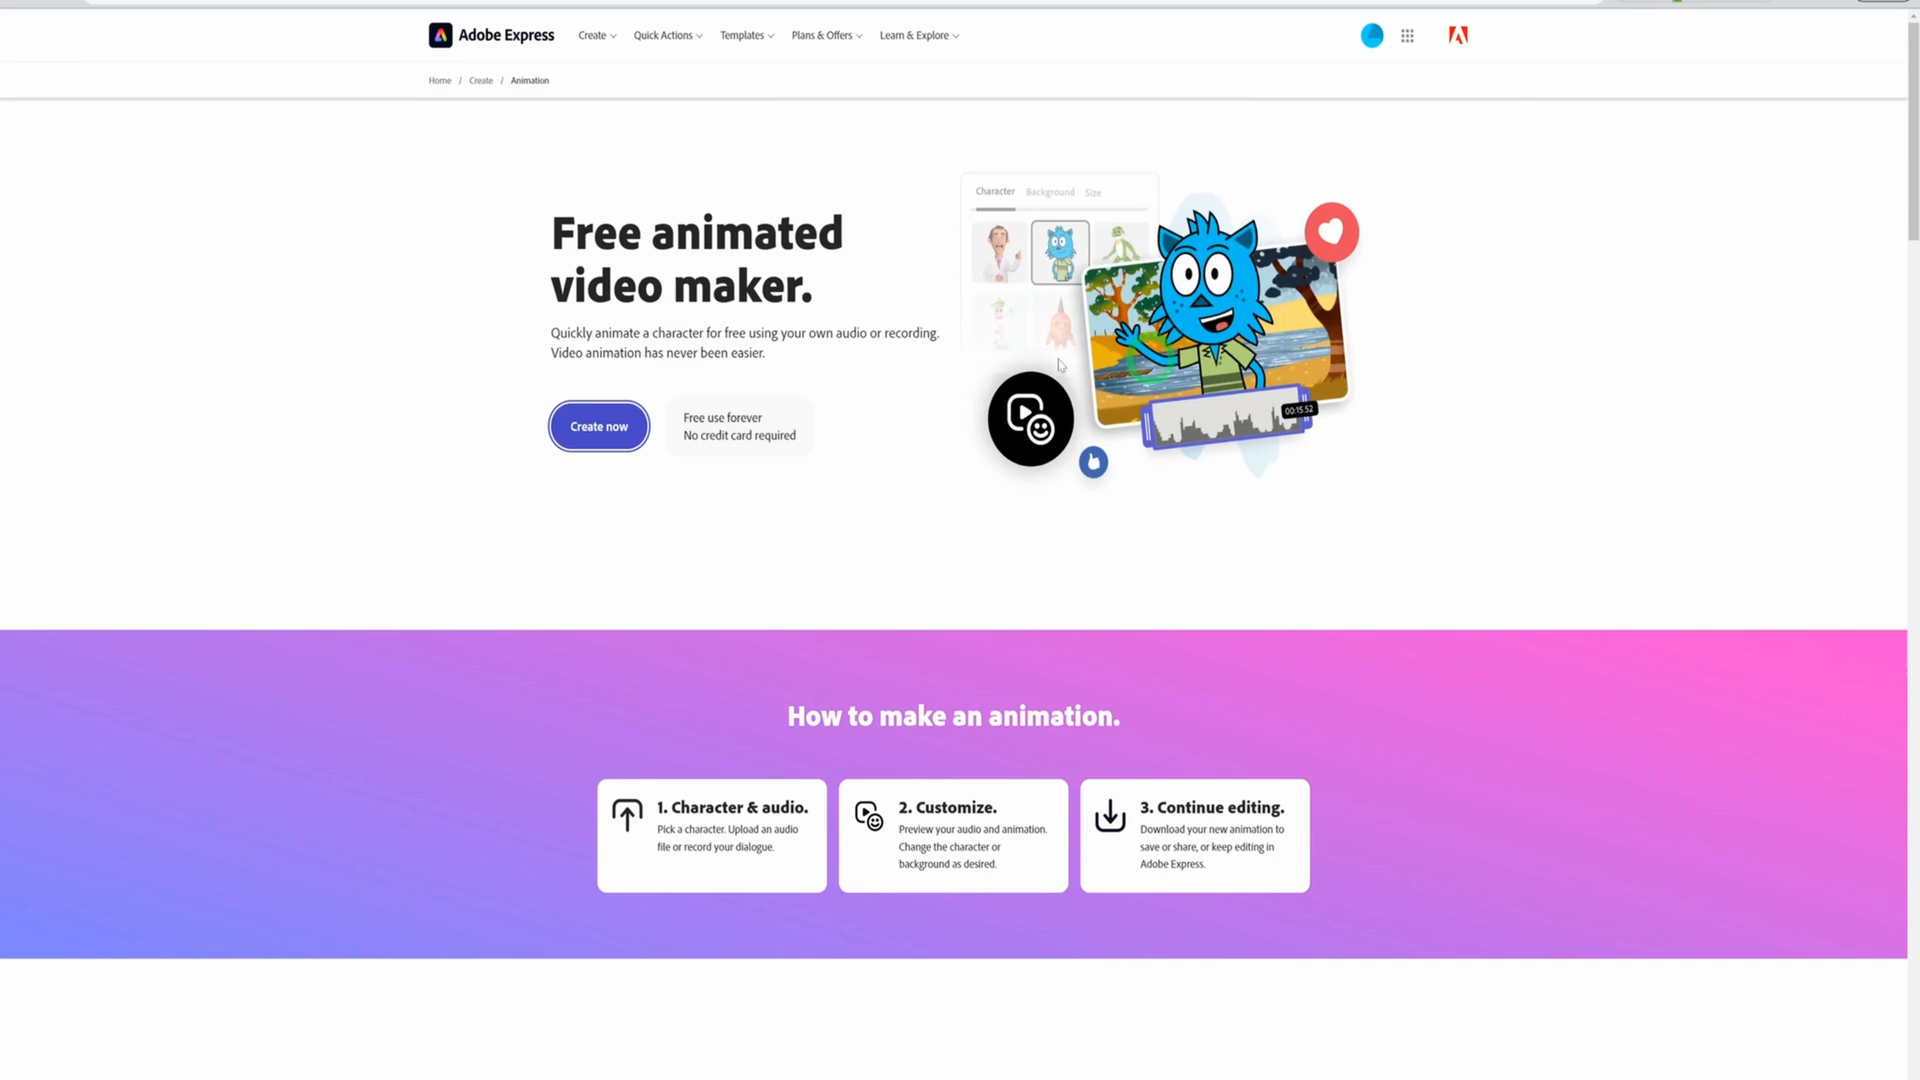 Adobe Express Create Quick Actions Templates Plans & Offers Learn & Explore
Home / Create / Animation
Character Background Size
Free animated
video maker.
Quickly animate a character for free using your own audio or recording.
Video animation has never been easier.
Create now
Free use forever
No credit card required
00:15.52
How to make an animation.
1. Character & audio.
Pick a character. Upload an audio
file or record your dialogue.
2. Customize.
Preview your audio and animation.
Change the character or
background as desired.
3. Continue editing.
Download your new animation to
save or share, or keep editing in
Adobe Express.